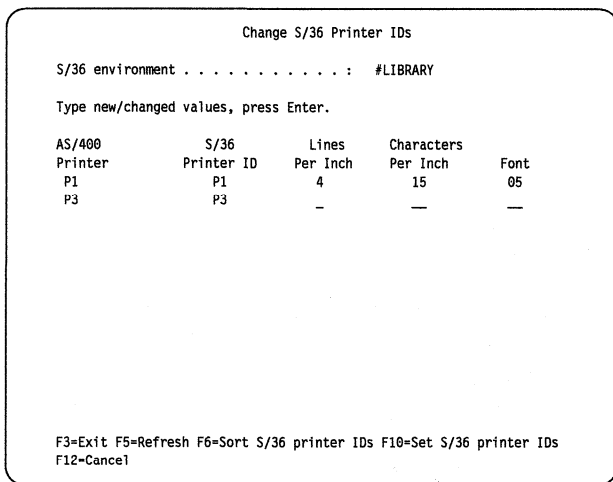 Change S/36 Printer IDs
S/36 environment . . . . . . . . . . . . : #LIBRARY
Type new/changed values, press Enter.
AS/400 S/36 Lines Characters
Printer Printer ID Per Inch Per Inch Font
P1 P1 4 15 05
P3 P3 _ __ __
F3=Exit F5=Refresh F6=Sort S/36 printer IDs F10=Set S/36 printer IDs
F12=Cancel